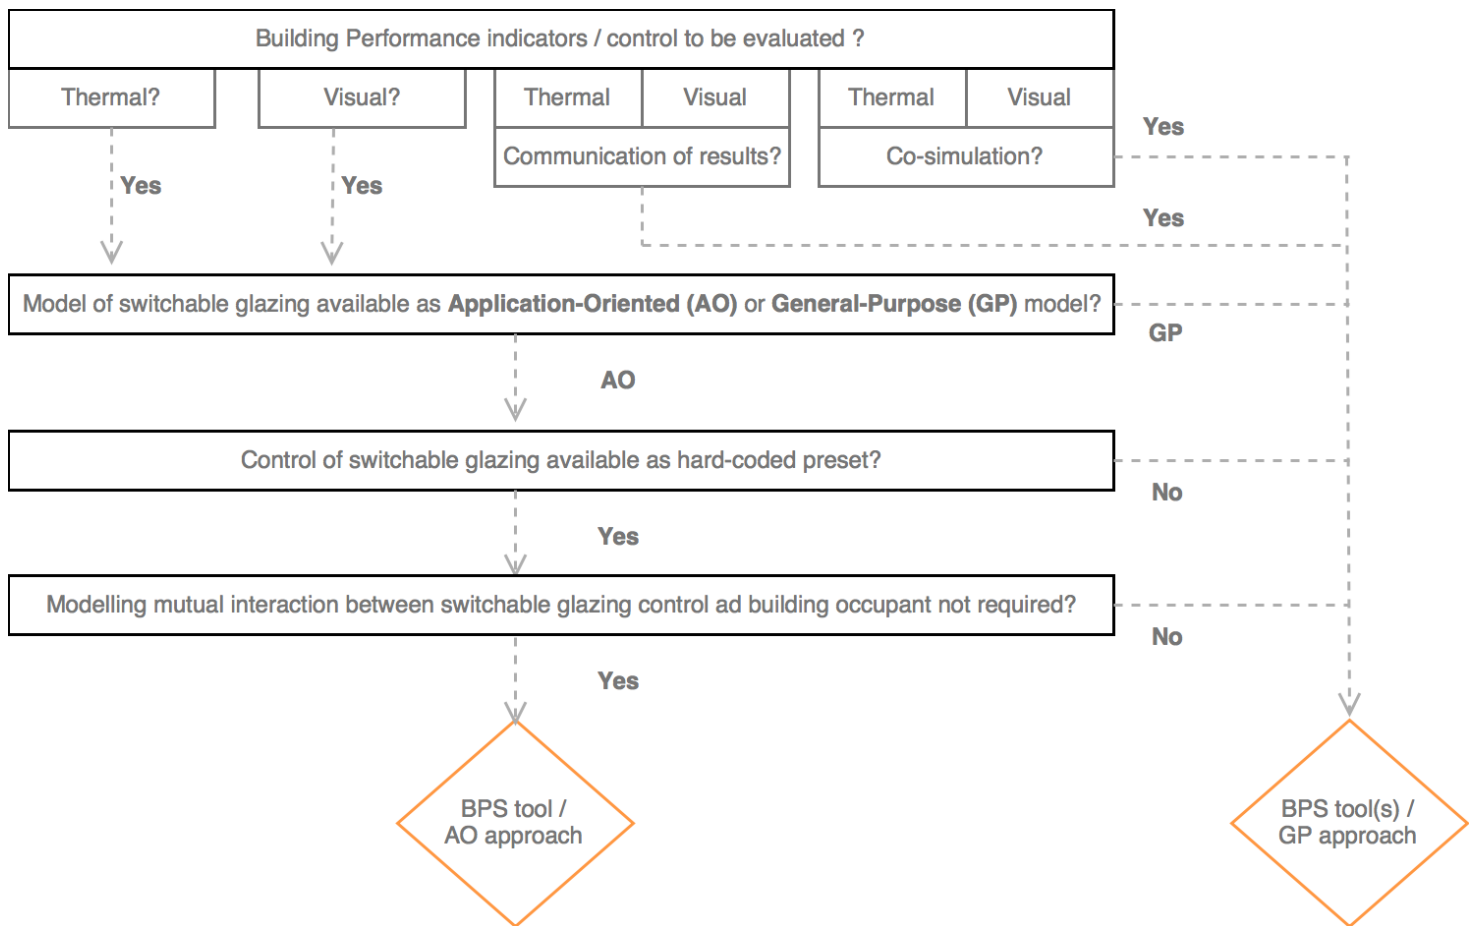 Building Performance indicators / control to be evaluated ?
Thermal?
Visual?
Thermal
Visual
Thermal
Visual
Communication of results?
Co-simulation?
Yes
Yes
Yes
Yes
Model of switchable glazing available as Application-Oriented (AO) or General-Purpose (GP) model?
GP
AO
Control of switchable glazing available as hard-coded preset?
No
Yes
Modelling mutual interaction between switchable glazing control ad building occupant not required?
No
Yes
BPS tool /
AO approach
BPS tool(s) /
GP approach